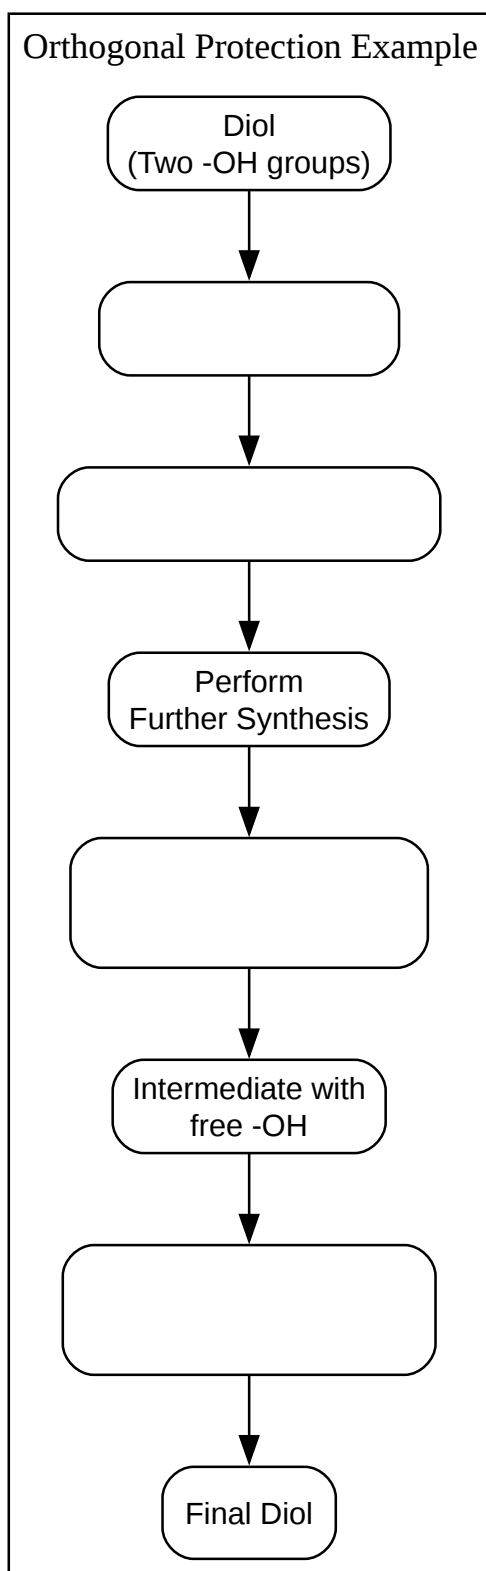 Orthogonal Protection Example
Diol
(Two -OH groups)
Perform
Further Synthesis
Intermediate with
free -OH
Final Diol